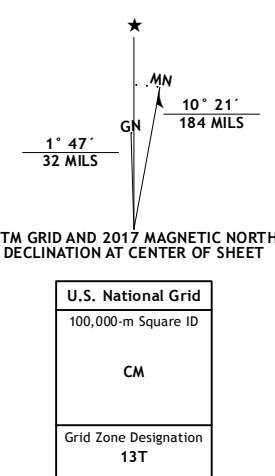 ★
MN
GN
10° 21´
184 MILS
1° 47´
32 MILS
TM GRID AND 2017 MAGNETIC NORTH
DECLINATION AT CENTER OF SHEET
U.S. National Grid
100,000-m Square ID
CM
Grid Zone Designation
13T